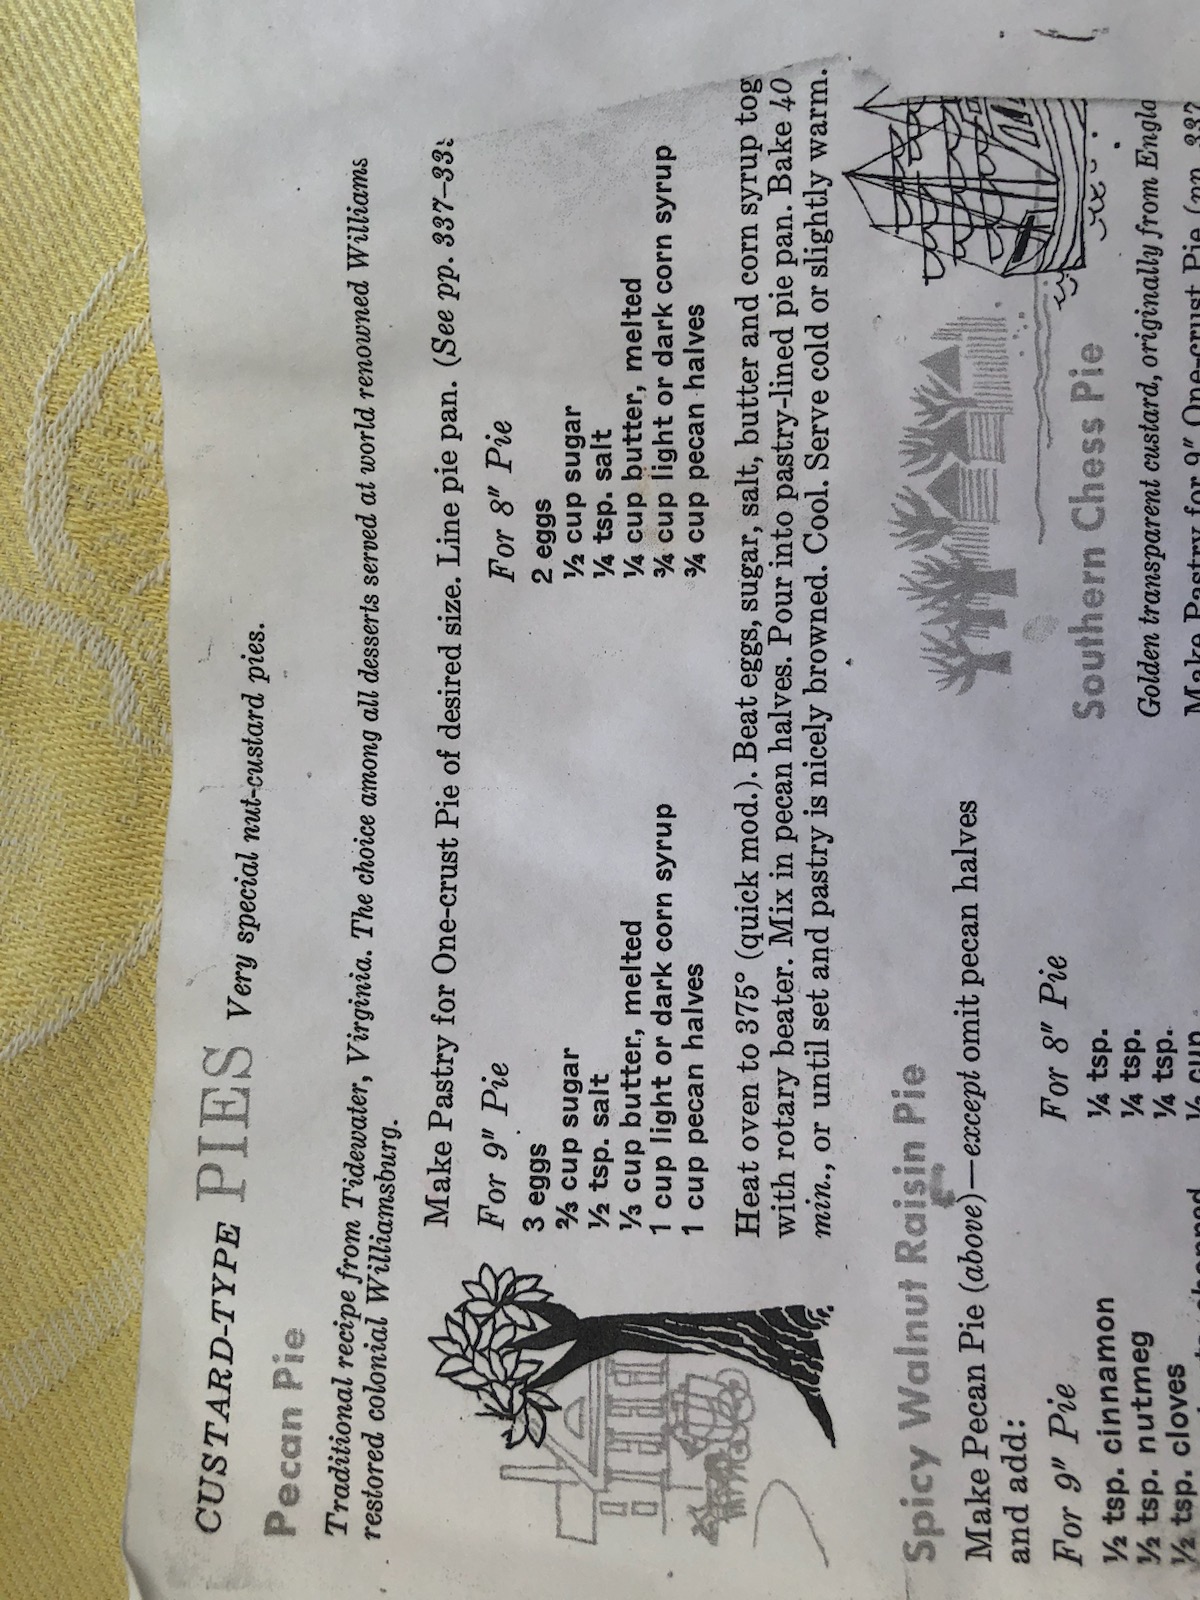 CUSTARD-TYPE PIES Very special nut-custard pies.
Pecan Pie
Traditional recipe from Tidewater, Virginia. The choice among all desserts served at world renowned Williams
restored colonial Williamsburg.
Make Pastry for One-crust Pie of desired size. Line pie pan. (See pp. 337–33
For 9" Pie
3 eggs
⅔ cup sugar
½ tsp. salt
⅓ cup butter, melted
1 cup light or dark corn syrup
1 cup pecan halves
For 8" Pie
2 eggs
½ cup sugar
¼ tsp. salt
¼ cup butter, melted
¾ cup light or dark corn syrup
¾ cup pecan halves
Heat oven to 375° (quick mod.). Beat eggs, sugar, salt, butter and corn syrup tog
with rotary beater. Mix in pecan halves. Pour into pastry-lined pie pan. Bake 40
min., or until set and pastry is nicely browned. Cool. Serve cold or slightly warm.
Spicy Walnut Raisin Pie
Make Pecan Pie (above)—except omit pecan halves
and add:
For 9" Pie
½ tsp. cinnamon
½ tsp. nutmeg
½ tsp. cloves
For 8" Pie
¼ tsp.
¼ tsp.
¼ tsp.
Southern Chess Pie
Golden transparent custard, originally from Engla
Make Pastry for 9" One-crust Pie (pp. 337